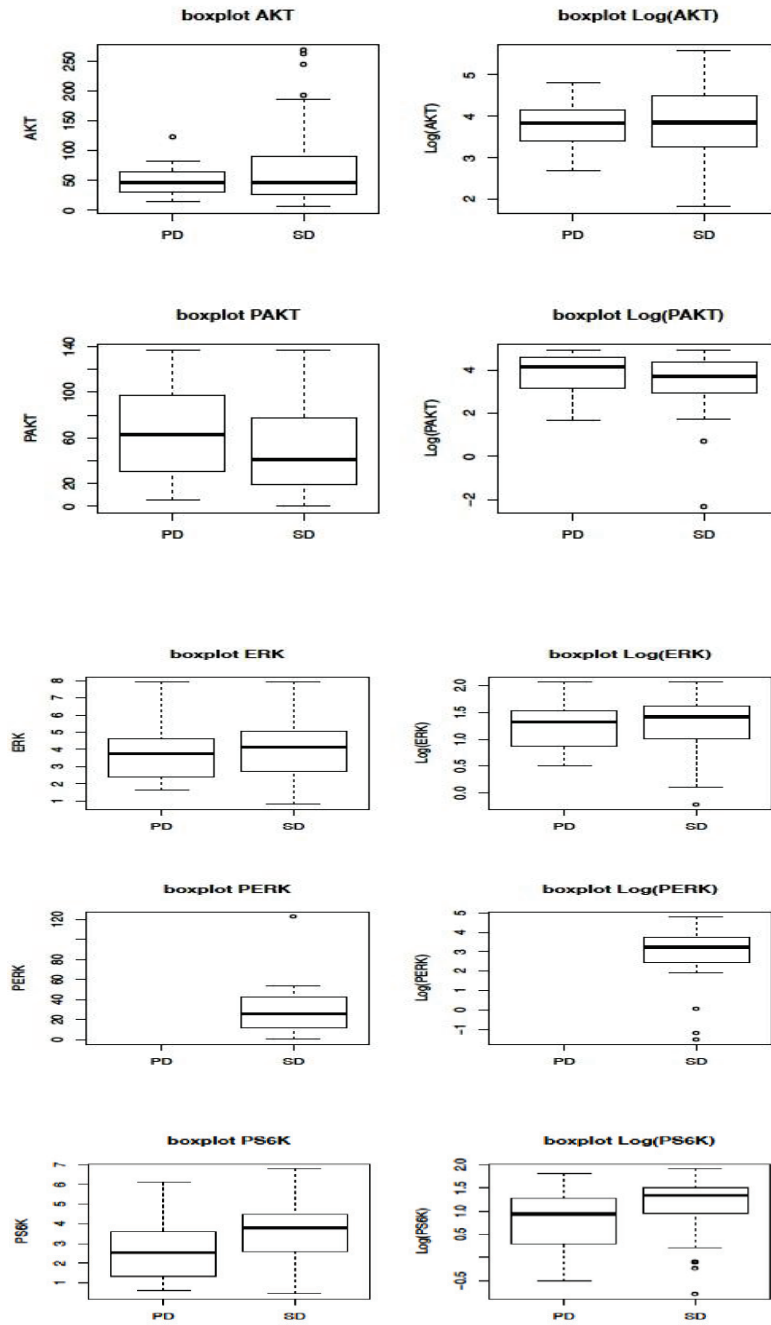 boxplot AKT
AKT
0 50 100 150 200 250
PD SD
boxplot Log(AKT)
Log(AKT)
2 3 4 5
PD SD
boxplot PAKT
PAKT
0 20 60 100 140
PD SD
boxplot Log(PAKT)
Log(PAKT)
−2 0 2 4
PD SD
boxplot ERK
ERK
1 2 3 4 5 6 7 8
PD SD
boxplot Log(ERK)
Log(ERK)
0.0 0.5 1.0 1.5 2.0
PD SD
boxplot PERK
PERK
0 20 40 60 80 120
PD SD
boxplot Log(PERK)
Log(PERK)
−1 0 1 2 3 4 5
PD SD
boxplot PS6K
PS6K
1 2 3 4 5 6 7
PD SD
boxplot Log(PS6K)
Log(PS6K)
−0.5 0.5 1.0 1.5 2.0
PD SD